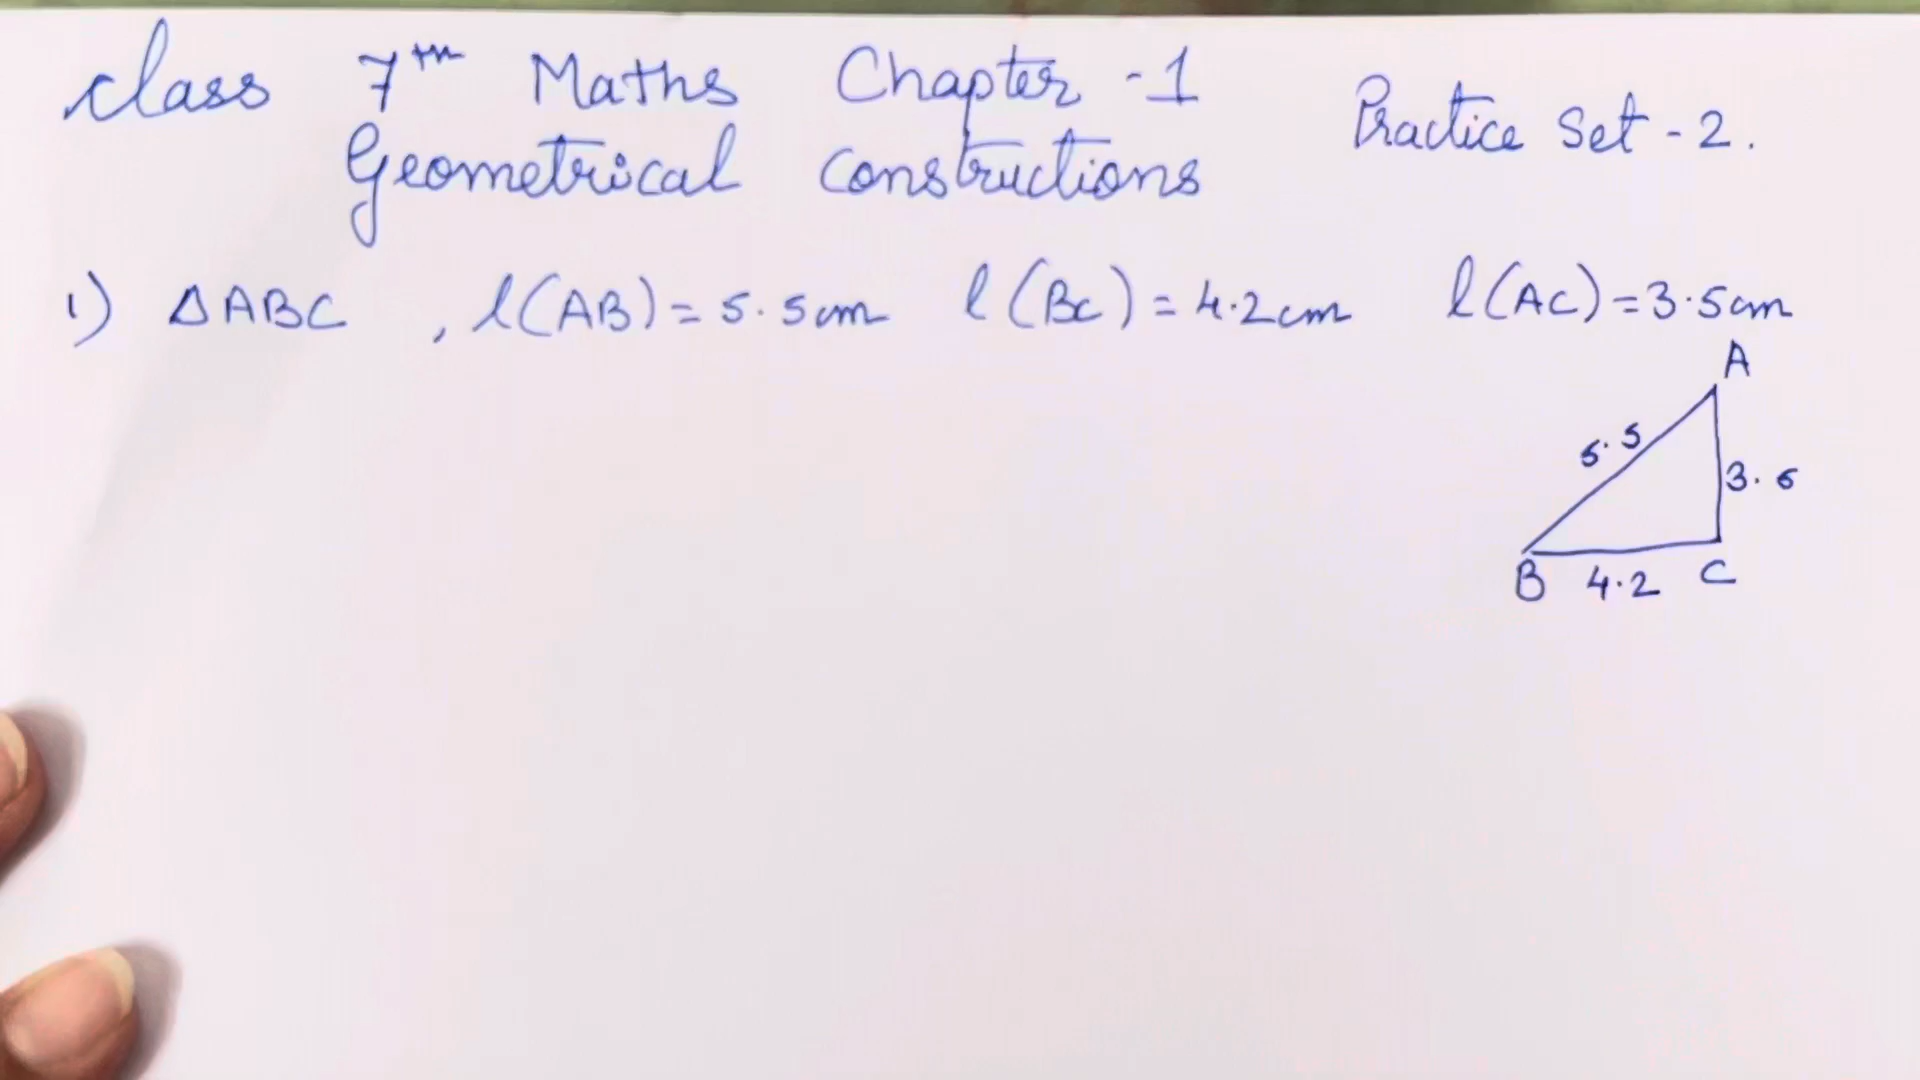 class 7th Maths Chapter -1
Geometrical Constructions
Practice Set - 2.
1) ΔABC , l(AB) = 5.5cm l(BC) = 4.2cm l(AC) = 3.5cm
A
5.5
3.5
B 4.2 C